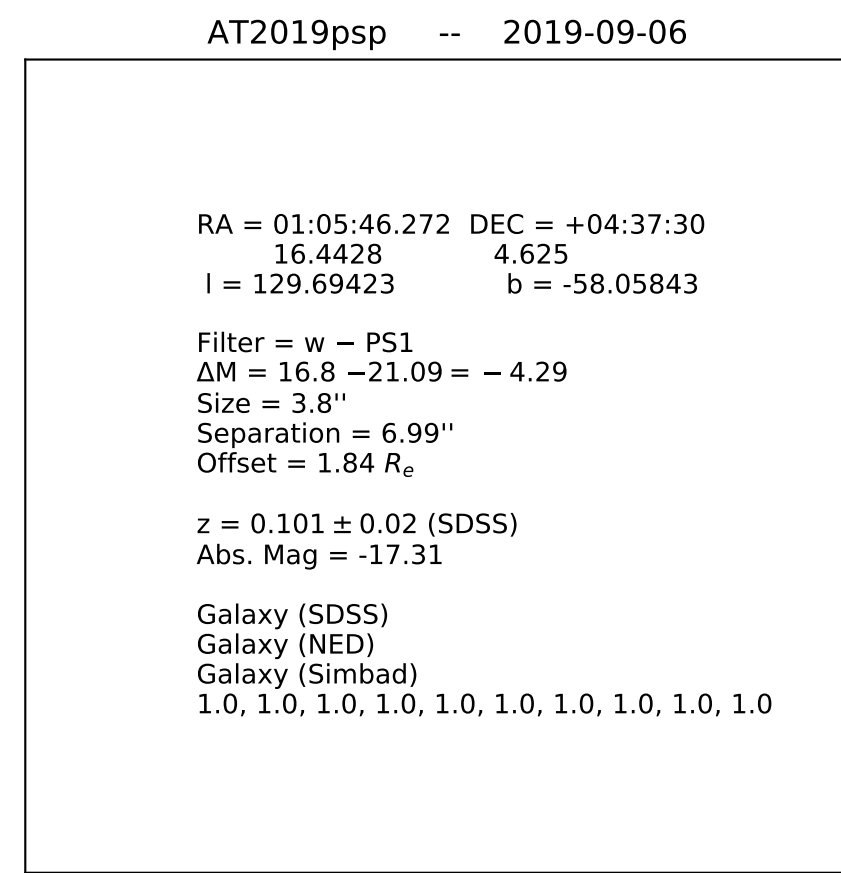 AT2019psp -- 2019-09-06
RA = 01:05:46.272 DEC = +04:37:30
16.4428 4.625
l = 129.69423 b = -58.05843
Filter = w − PS1
ΔM = 16.8 −21.09 = − 4.29
Size = 3.8''
Separation = 6.99''
Offset = 1.84 Rₑ
z = 0.101 ± 0.02 (SDSS)
Abs. Mag = -17.31
Galaxy (SDSS)
Galaxy (NED)
Galaxy (Simbad)
1.0, 1.0, 1.0, 1.0, 1.0, 1.0, 1.0, 1.0, 1.0, 1.0